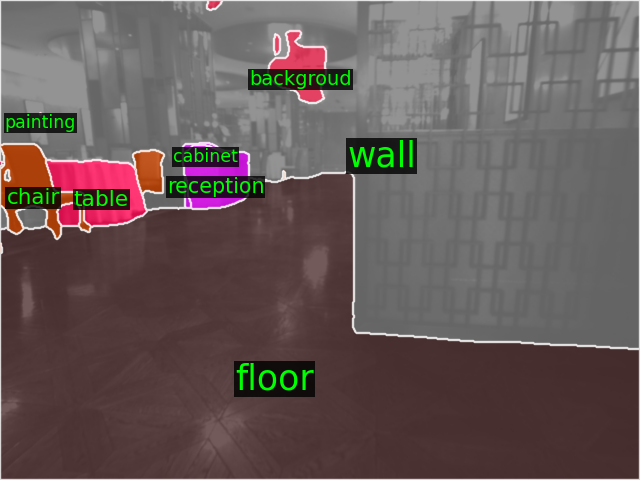 backgroud
painting
wall
cabinet
reception
chair
table
floor